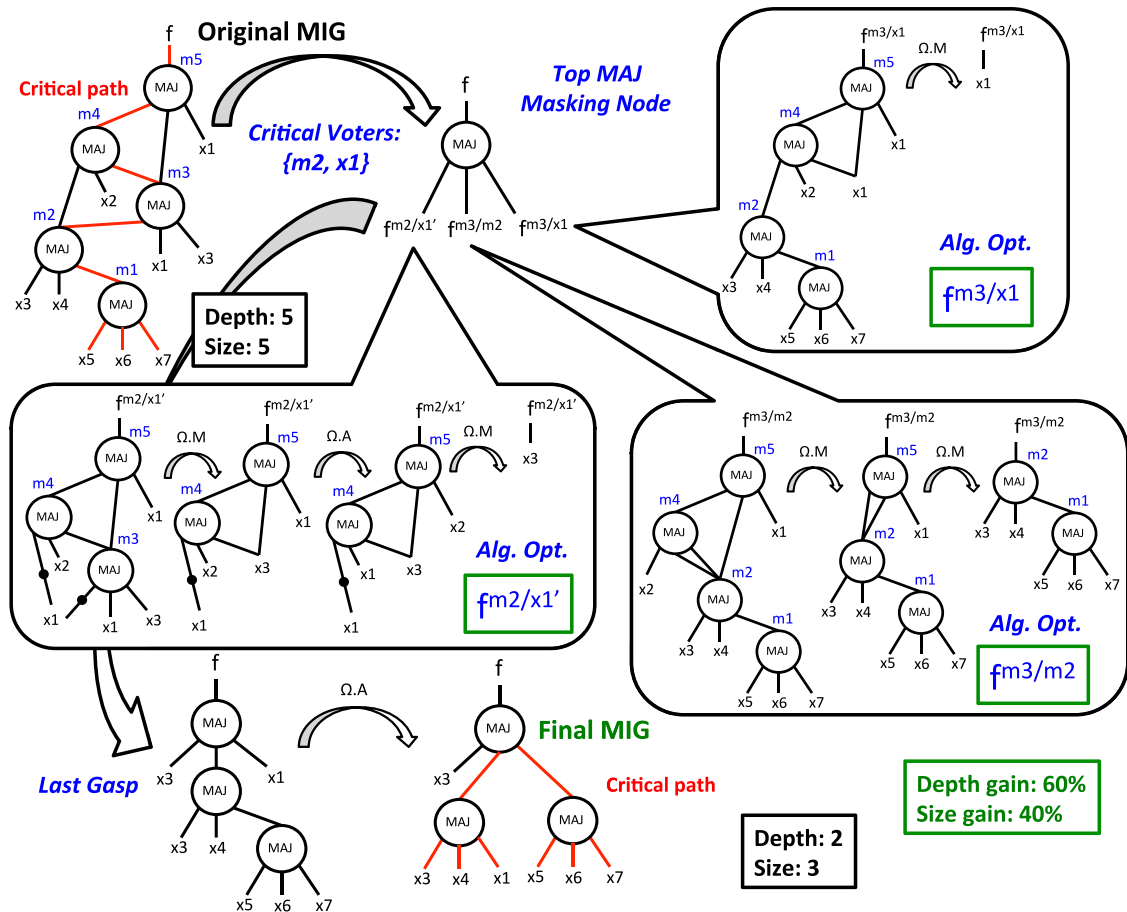 f
Original MIG
m5
MAJ
Critical path
m4
MAJ
x1
m3
x2
MAJ
m2
MAJ
x1
x3
x3
x4
m1
MAJ
x5
x6
x7
Critical Voters:
{m2, x1}
Depth: 5
Size: 5
f
MAJ
fm2/x1'
fm3/m2
fm3/x1
Top MAJ
Masking Node
fm3/x1
m5
MAJ
Ω.M
fm3/x1
x1
m4
MAJ
x1
x2
x1
m2
MAJ
x3
x4
m1
MAJ
x5
x6
x7
Alg. Opt.
fm3/x1
fm2/x1'
m5
MAJ
m4
MAJ
x1
x2
m3
MAJ
x1
x1
x3
Ω.M
fm2/x1'
m5
MAJ
m4
MAJ
x1
x2
x3
x1
Ω.A
fm2/x1'
m5
MAJ
m4
MAJ
x2
x1
x3
x1
Ω.M
fm2/x1'
x3
Alg. Opt.
fm2/x1'
fm3/m2
m5
MAJ
m4
MAJ
x1
x2
m2
MAJ
x3
x4
m1
MAJ
x5
x6
x7
Ω.M
fm3/m2
m5
MAJ
x1
m2
MAJ
x3
x4
m1
MAJ
x5
x6
x7
Ω.M
fm3/m2
m2
MAJ
x3
x4
m1
MAJ
x5
x6
x7
Alg. Opt.
fm3/m2
Last Gasp
f
MAJ
x3
x1
MAJ
x3
x4
MAJ
x5
x6
x7
Ω.A
f
MAJ
Final MIG
x3
Critical path
MAJ
MAJ
x3
x4
x1
x5
x6
x7
Depth: 2
Size: 3
Depth gain: 60%
Size gain: 40%